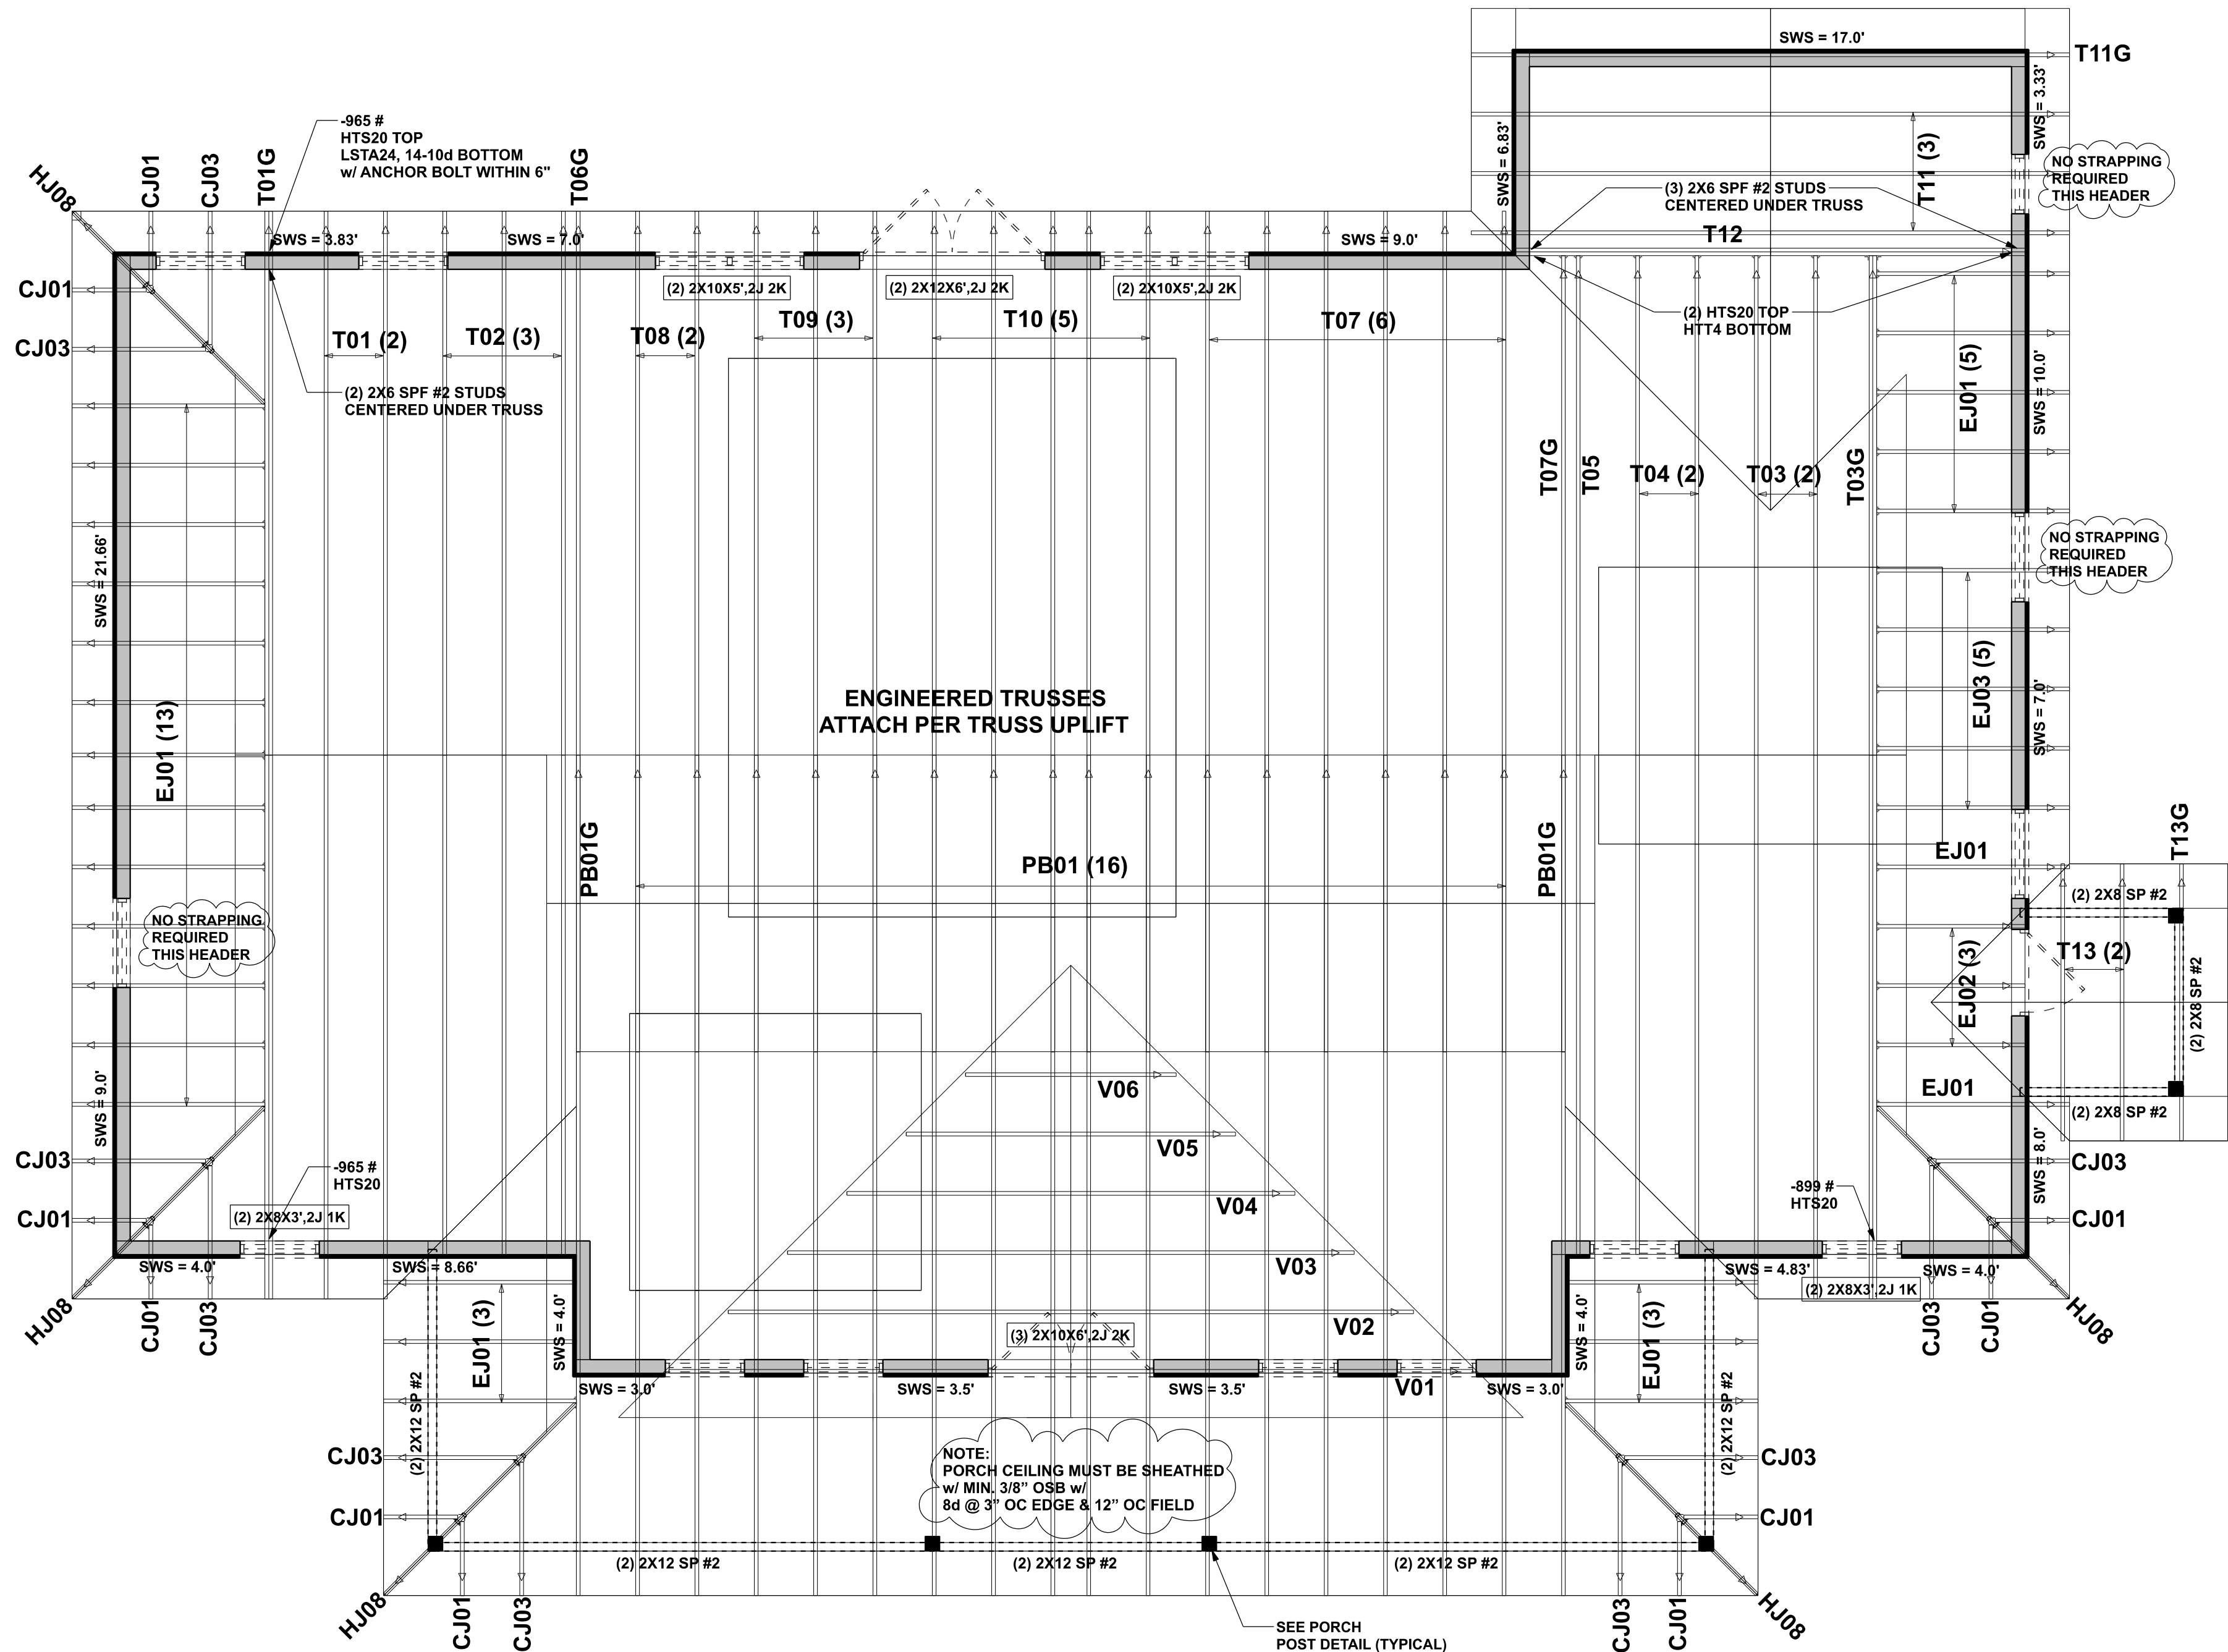 SWS = 17.0'
T11G
SWS = 3.33'
-965 #
HTS20 TOP
LSTA24, 14-10d BOTTOM
w/ ANCHOR BOLT WITHIN 6"
HJ08
CJ01
CJ03
T01G
T06G
SWS = 6.83'
T11 (3)
NO STRAPPING
REQUIRED
THIS HEADER
(3) 2X6 SPF #2 STUDS
CENTERED UNDER TRUSS
T12
SWS = 3.83'
SWS = 7.0'
SWS = 9.0'
CJ01
(2) 2X10X5',2J 2K
(2) 2X12X6',2J 2K
(2) 2X10X5',2J 2K
(2) HTS20 TOP
HTT4 BOTTOM
CJ03
T01 (2)
T02 (3)
T08 (2)
T09 (3)
T10 (5)
T07 (6)
(2) 2X6 SPF #2 STUDS
CENTERED UNDER TRUSS
EJ01 (5)
SWS = 10.0'
T07G
T05
T04 (2)
T03 (2)
T03G
SWS = 21.66'
NO STRAPPING
REQUIRED
THIS HEADER
EJ01 (13)
ENGINEERED TRUSSES
ATTACH PER TRUSS UPLIFT
EJ03 (5)
SWS = 7.0'
PB01G
PB01 (16)
PB01G
EJ01
T13G
NO STRAPPING
REQUIRED
THIS HEADER
(2) 2X8 SP #2
T13 (2)
EJ02 (3)
(2) 2X8 SP #2
SWS = 9.0'
V06
EJ01
(2) 2X8 SP #2
V05
CJ03
-965 #
HTS20
-899 #
HTS20
SWS = 8.0'
CJ03
V04
CJ01
(2) 2X8X3',2J 1K
CJ01
SWS = 4.0'
SWS = 8.66'
V03
SWS = 4.83'
SWS = 4.0'
(2) 2X8X3',2J 1K
HJ08
CJ01
CJ03
EJ01 (3)
SWS = 4.0'
V02
(3) 2X10X6',2J 2K
SWS = 4.0'
EJ01 (3)
CJ03
CJ01
HJ08
SWS = 3.0'
SWS = 3.5'
SWS = 3.5'
V01
SWS = 3.0'
(2) 2X12 SP #2
(2) 2X12 SP #2
CJ03
NOTE:
PORCH CEILING MUST BE SHEATHED
w/ MIN. 3/8” OSB w/
8d @ 3” OC EDGE & 12” OC FIELD
CJ03
CJ01
CJ01
(2) 2X12 SP #2
(2) 2X12 SP #2
(2) 2X12 SP #2
HJ08
CJ01
CJ03
SEE PORCH
POST DETAIL (TYPICAL)
CJ03
CJ01
HJ08